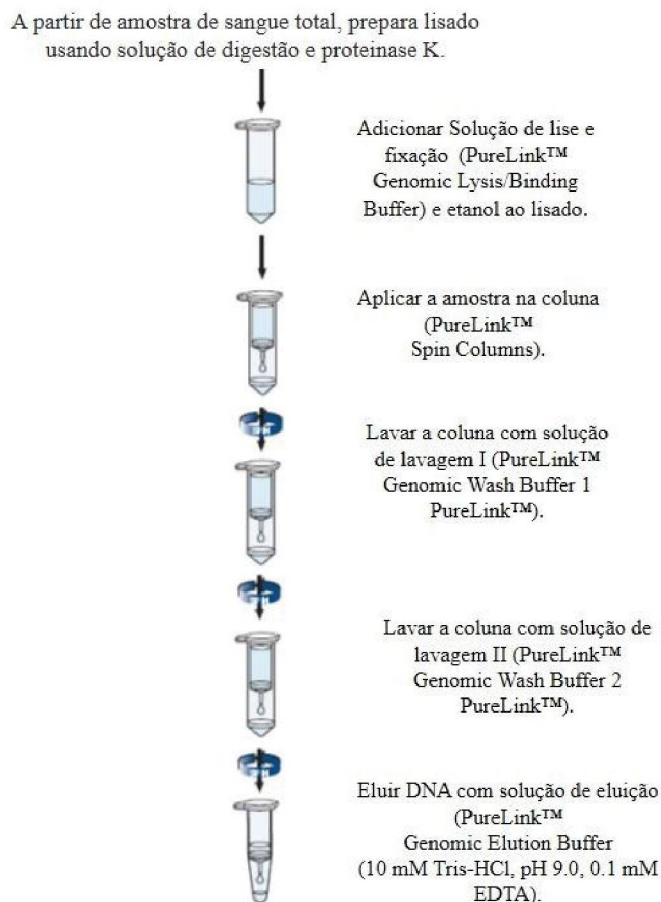 A partir de amostra de sangue total, prepara lisado
usando solução de digestão e proteinase K.
Adicionar Solução de lise e
fixação (PureLink™
Genomic Lysis/Binding
Buffer) e etanol ao lisado.
Aplicar a amostra na coluna
(PureLink™
Spin Columns).
Lavar a coluna com solução
de lavagem I (PureLink™
Genomic Wash Buffer 1
PureLink™).
Lavar a coluna com solução de
lavagem II (PureLink™
Genomic Wash Buffer 2
PureLink™).
Eluir DNA com solução de eluição
(PureLink™
Genomic Elution Buffer
(10 mM Tris-HCl, pH 9.0, 0.1 mM
EDTA).